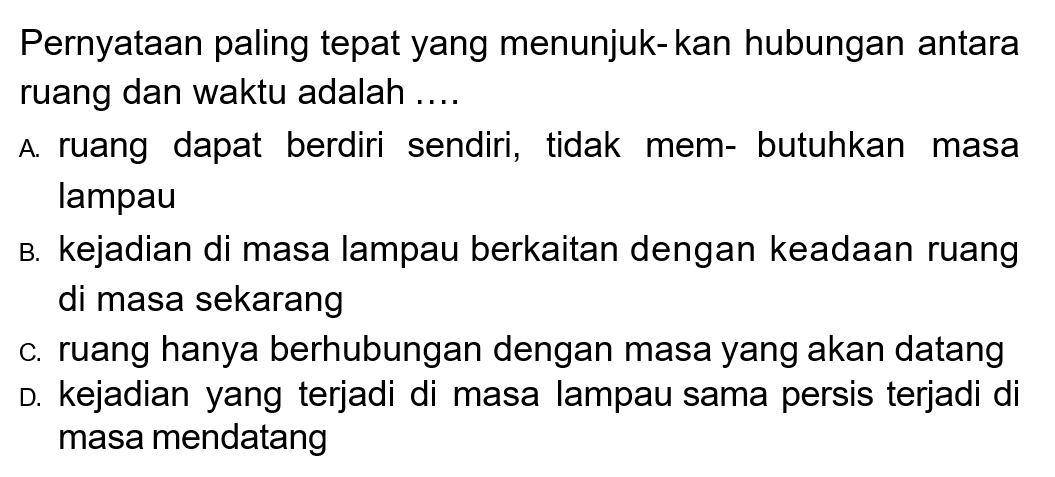 Pernyataan paling tepat yang menunjuk- kan hubungan antara
ruang dan waktu adalah ....
A. ruang dapat berdiri sendiri, tidak mem- butuhkan masa
lampau
B. kejadian di masa lampau berkaitan dengan keadaan ruang
di masa sekarang
C. ruang hanya berhubungan dengan masa yang akan datang
D. kejadian yang terjadi di masa lampau sama persis terjadi di
masa mendatang